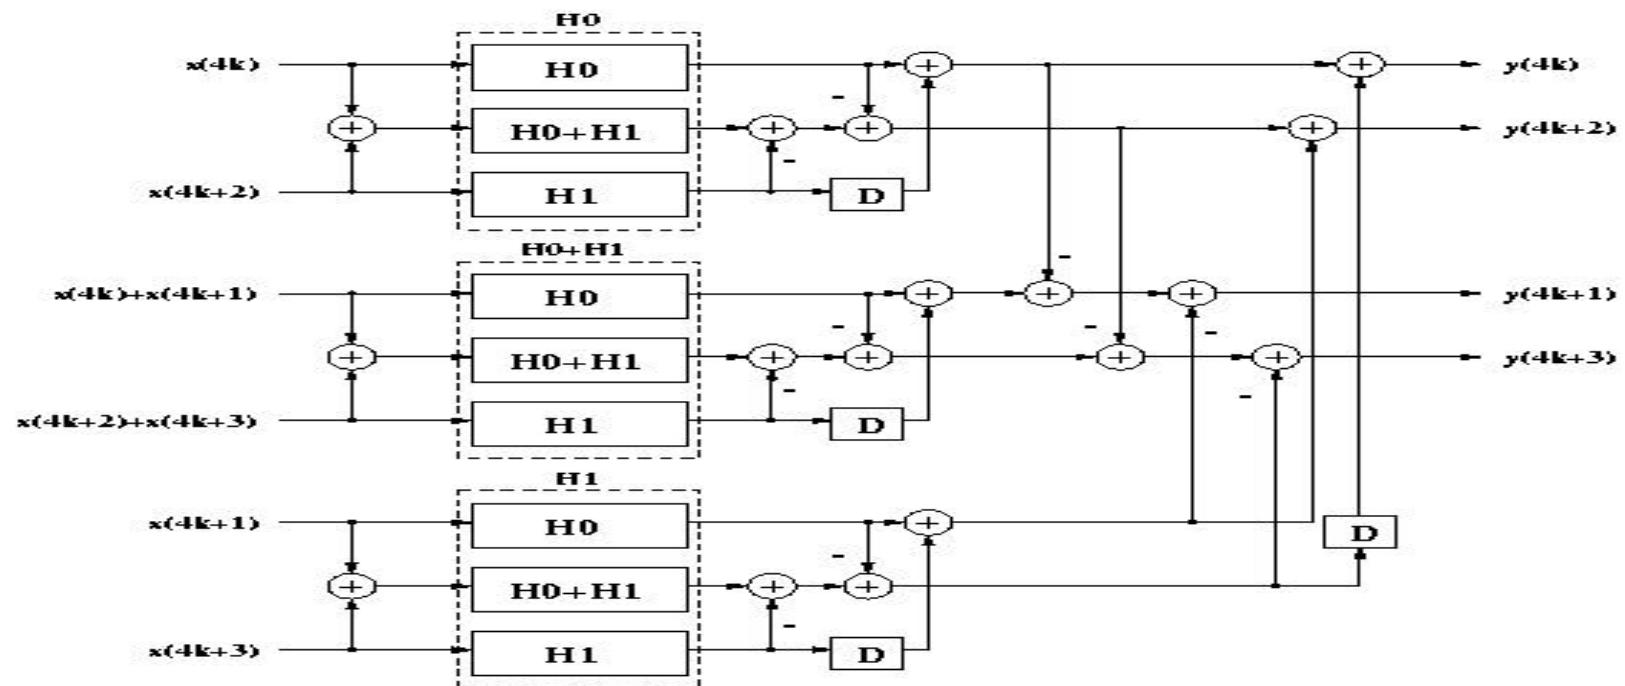 H0
x(4k) H0 + + y(4k)
-
+ H0+H1 + + + y(4k+2)
-
x(4k+2) H1 D
H0+H1 -
x(4k)+x(4k+1) H0 + + + y(4k+1)
- - -
+ H0+H1 + + + + y(4k+3)
- -
x(4k+2)+x(4k+3) H1 D
H1
x(4k+1) H0 + D
-
+ H0+H1 + +
-
x(4k+3) H1 D